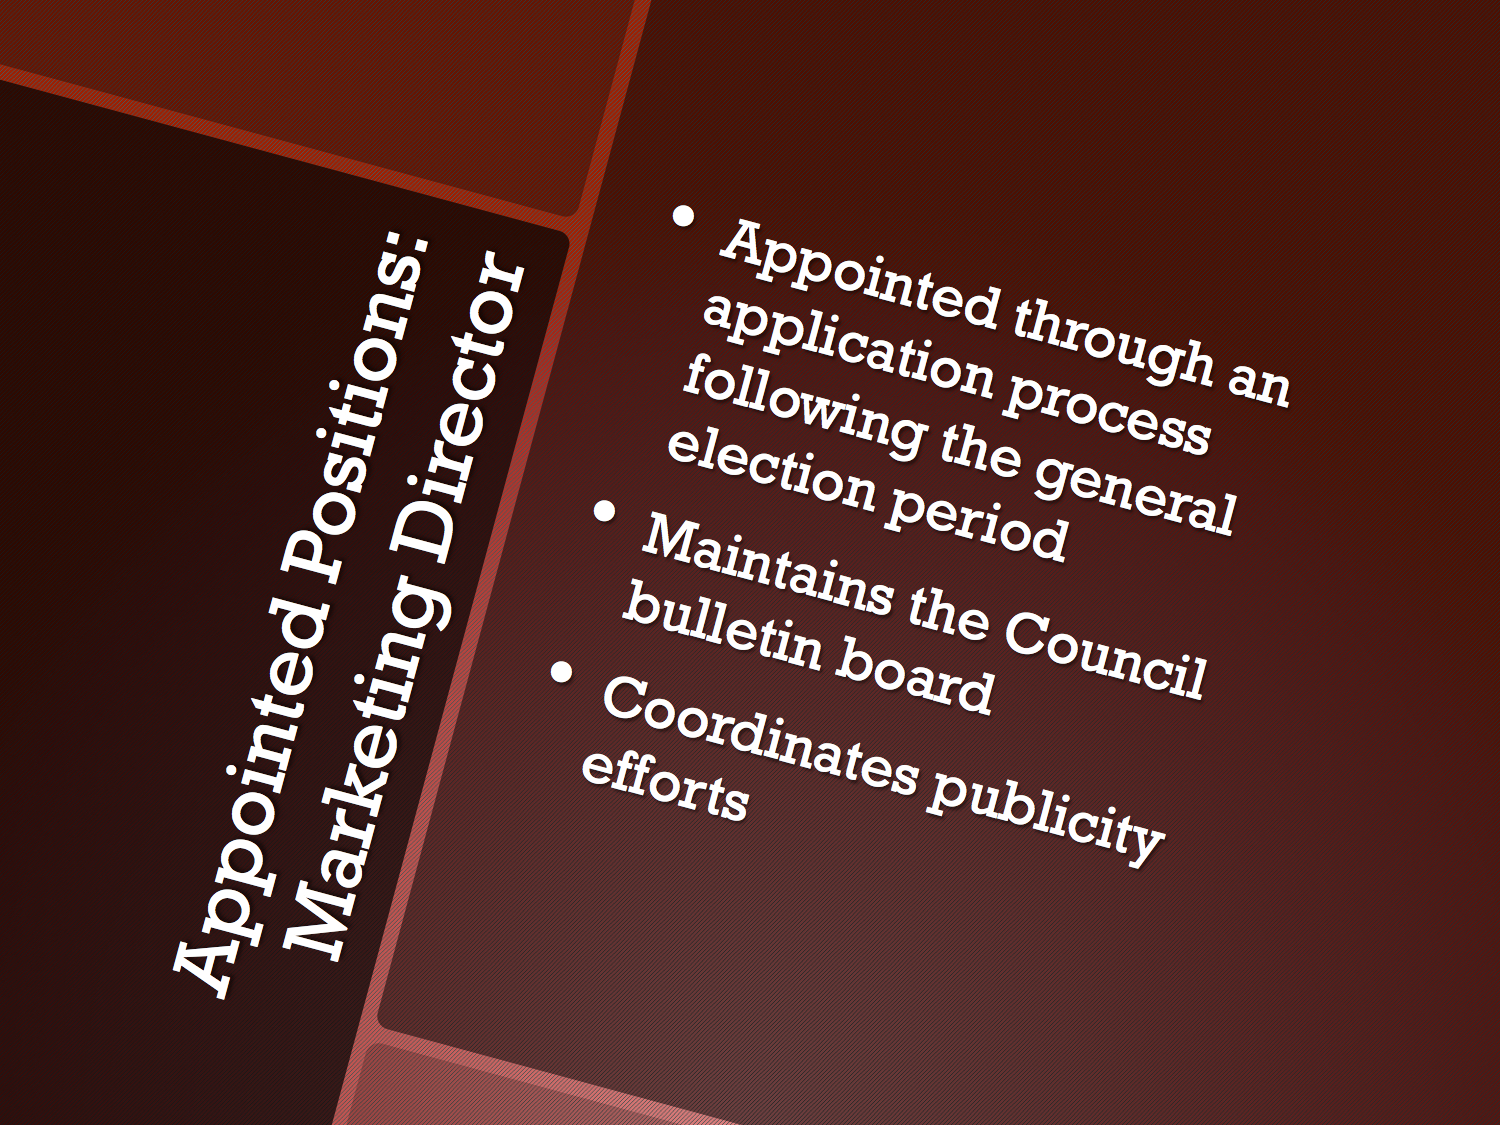 Appointed Positions:
Marketing Director
• Appointed through an
application process
following the general
election period
• Maintains the Council
bulletin board
• Coordinates publicity
efforts